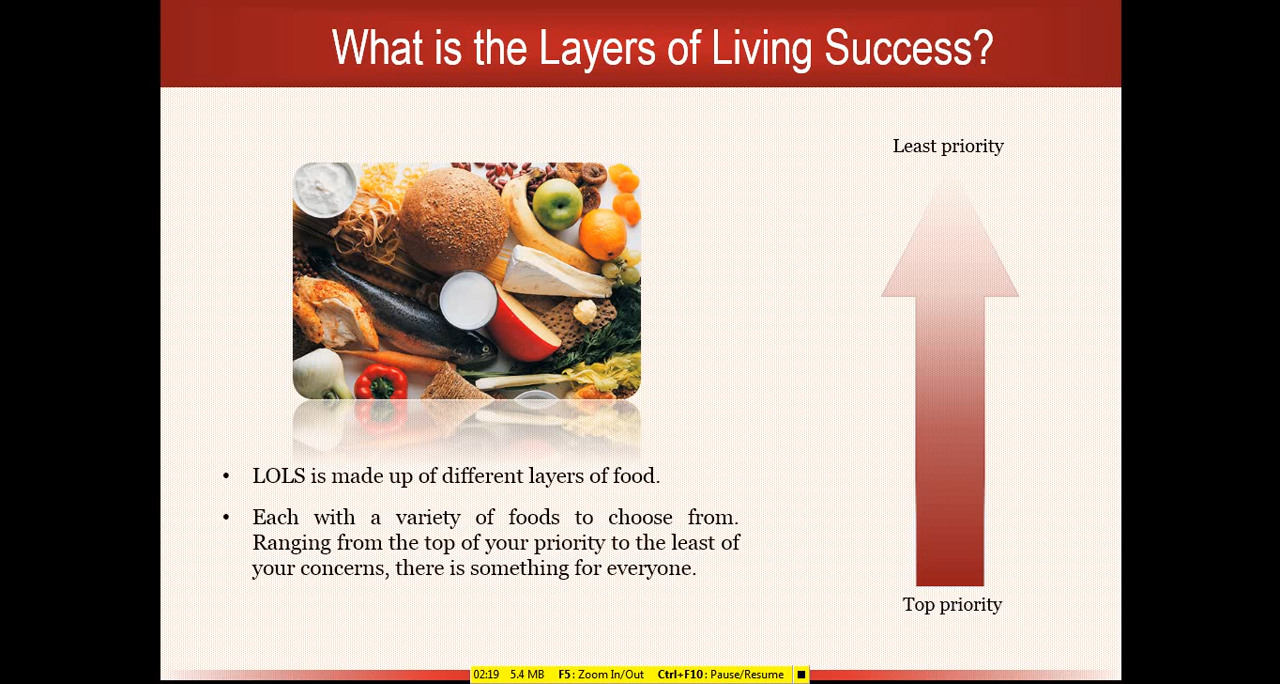 What is the Layers of Living Success?
Least priority
• LOLS is made up of different layers of food.
• Each with a variety of foods to choose from.
Ranging from the top of your priority to the least of
your concerns, there is something for everyone.
Top priority
02:19 5.4 MB F5: Zoom In/Out Ctrl+F10: Pause/Resume